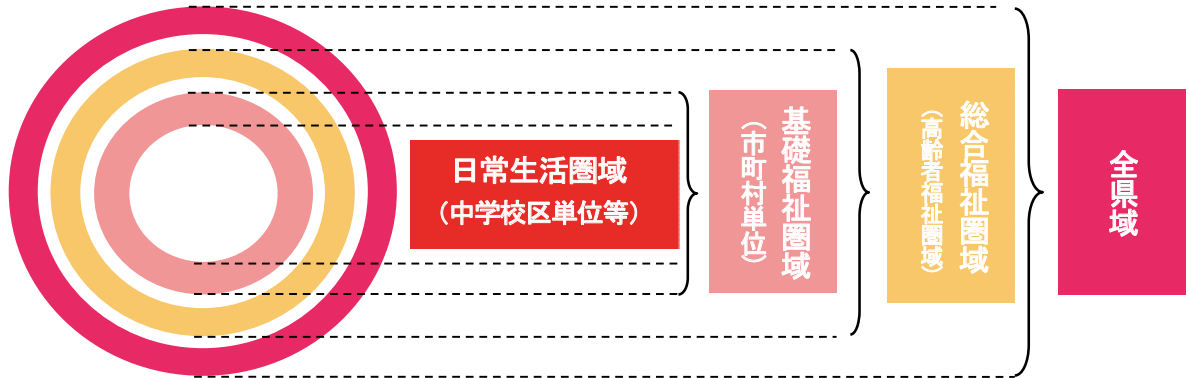 日常生活圏域
（中学校区単位等）
基礎福祉圏域
（市町村単位）
総合福祉圏域
（高齢者福祉圏域）
全県域